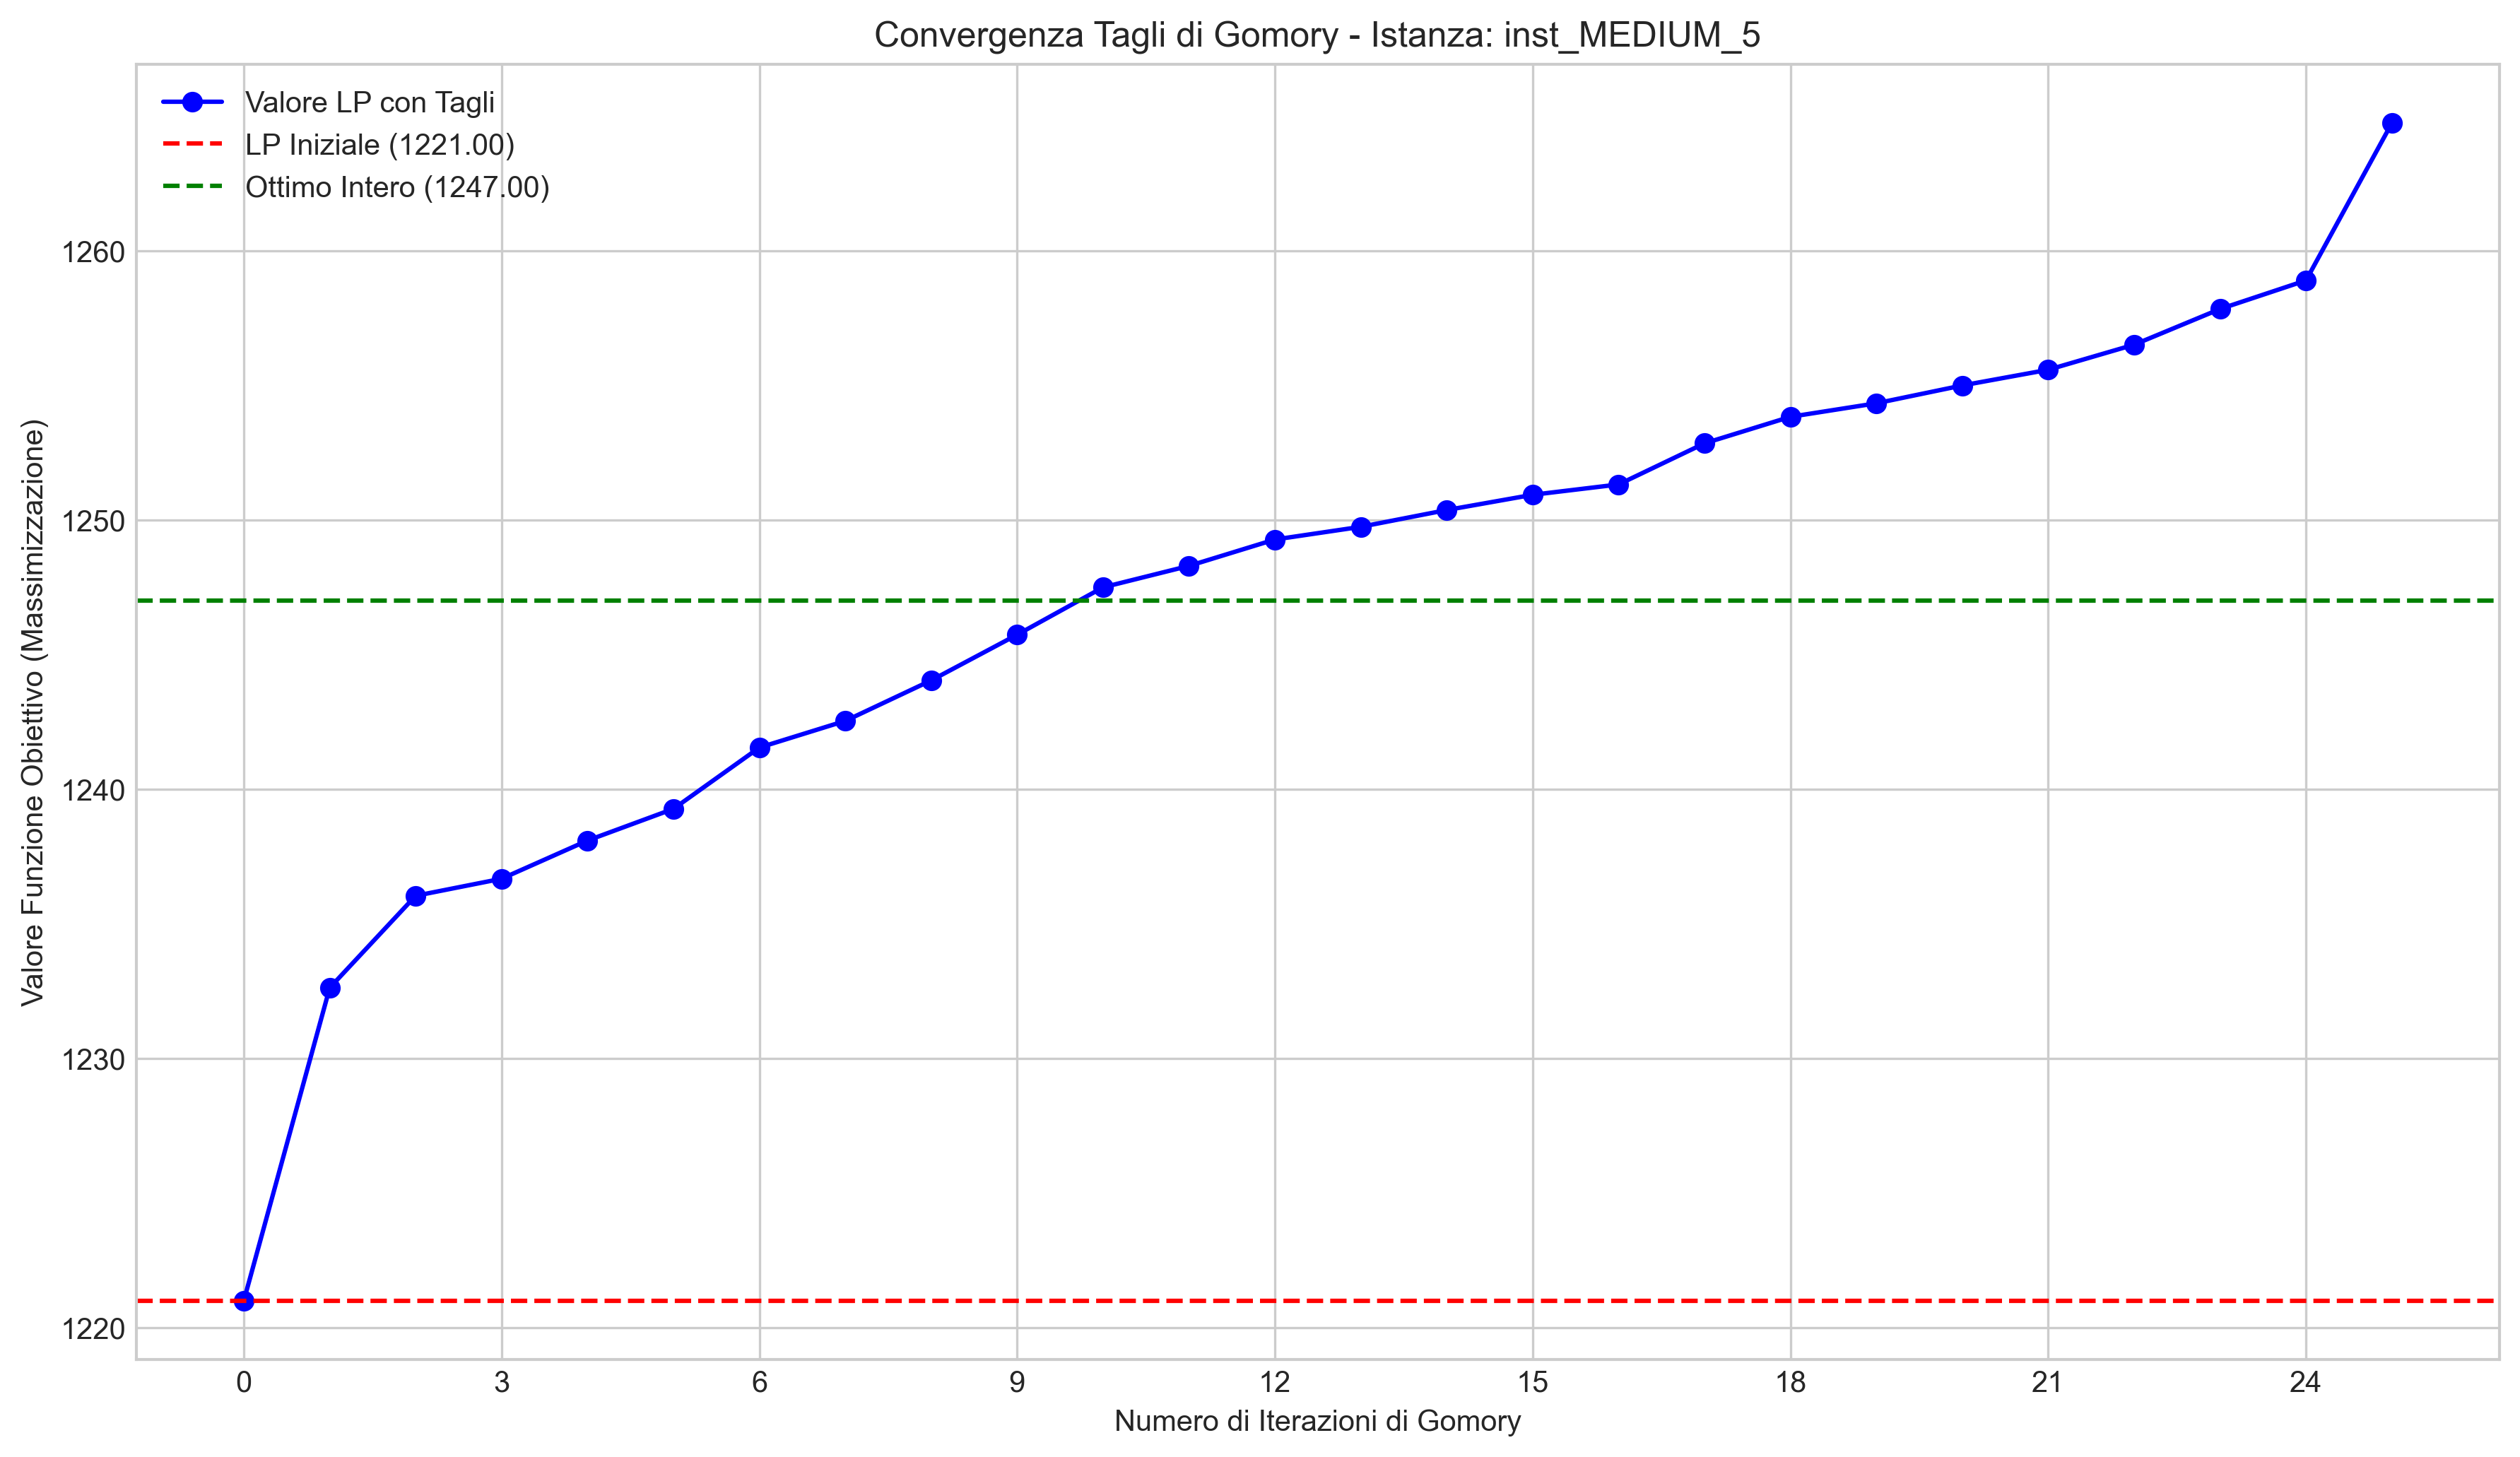 Convergenza Tagli di Gomory - Istanza: inst_MEDIUM_5
Valore LP con Tagli
LP Iniziale (1221.00)
Ottimo Intero (1247.00)
Valore Funzione Obiettivo (Massimizzazione)
1260
1250
1240
1230
1220
0 3 6 9 12 15 18 21 24
Numero di Iterazioni di Gomory